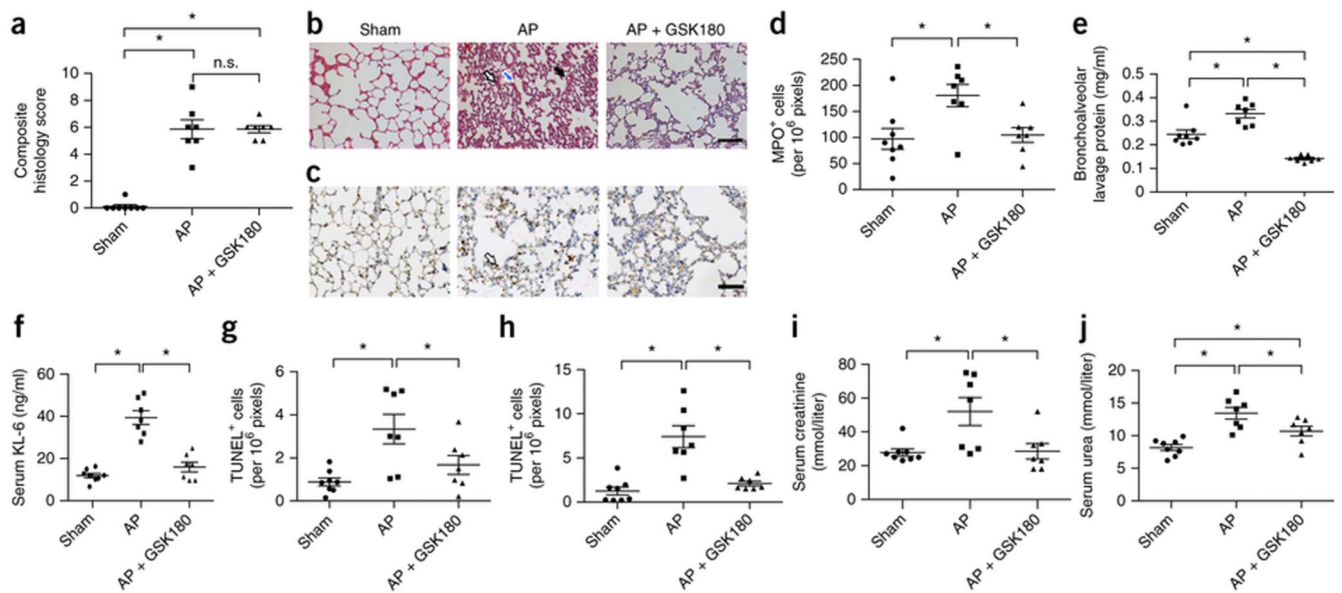 a
*
*
n.s.
Composite
histology score
10
8
6
4
2
0
Sham
AP
AP + GSK180
b
Sham
AP
AP + GSK180
c
d
*
*
MPO+ cells
(per 10^6 pixels)
250
200
150
100
50
0
Sham
AP
AP + GSK180
e
*
*
*
Bronchoalveolar
lavage protein (mg/ml)
0.5
0.4
0.3
0.2
0.1
0
Sham
AP
AP + GSK180
f
*
*
Serum KL-6 (ng/ml)
60
40
20
0
Sham
AP
AP + GSK180
g
*
*
TUNEL+ cells
(per 10^6 pixels)
6
4
2
0
Sham
AP
AP + GSK180
h
*
*
TUNEL+ cells
(per 10^6 pixels)
15
10
5
0
Sham
AP
AP + GSK180
i
*
*
Serum creatinine
(mmol/liter)
80
60
40
20
0
Sham
AP
AP + GSK180
j
*
*
*
Serum urea (mmol/liter)
20
15
10
5
0
Sham
AP
AP + GSK180